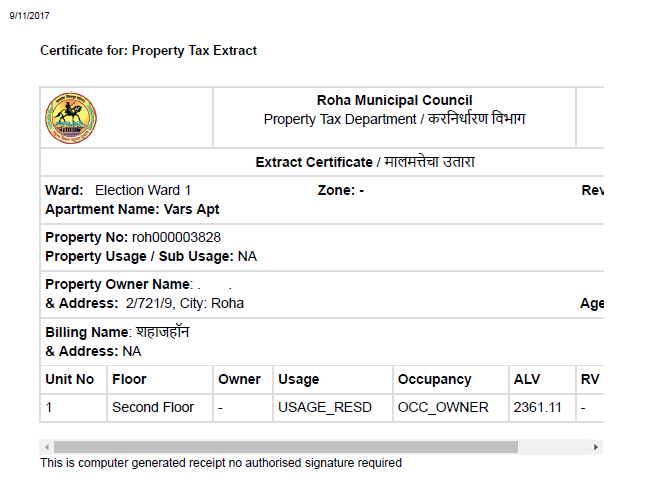 9/11/2017
Certificate for: Property Tax Extract
Roha Municipal Council
Property Tax Department / करनिर्धारण विभाग
Extract Certificate / मालमत्तेचा उतारा
Ward: Election Ward 1 Zone: - Rev
Apartment Name: Vars Apt
Property No: roh000003828
Property Usage / Sub Usage: NA
Property Owner Name: . .
& Address: 2/721/9, City: Roha Age
Billing Name: शहाजहॉन
& Address: NA
Unit No Floor Owner Usage Occupancy ALV RV
1 Second Floor - USAGE_RESD OCC_OWNER 2361.11 -
This is computer generated receipt no authorised signature required